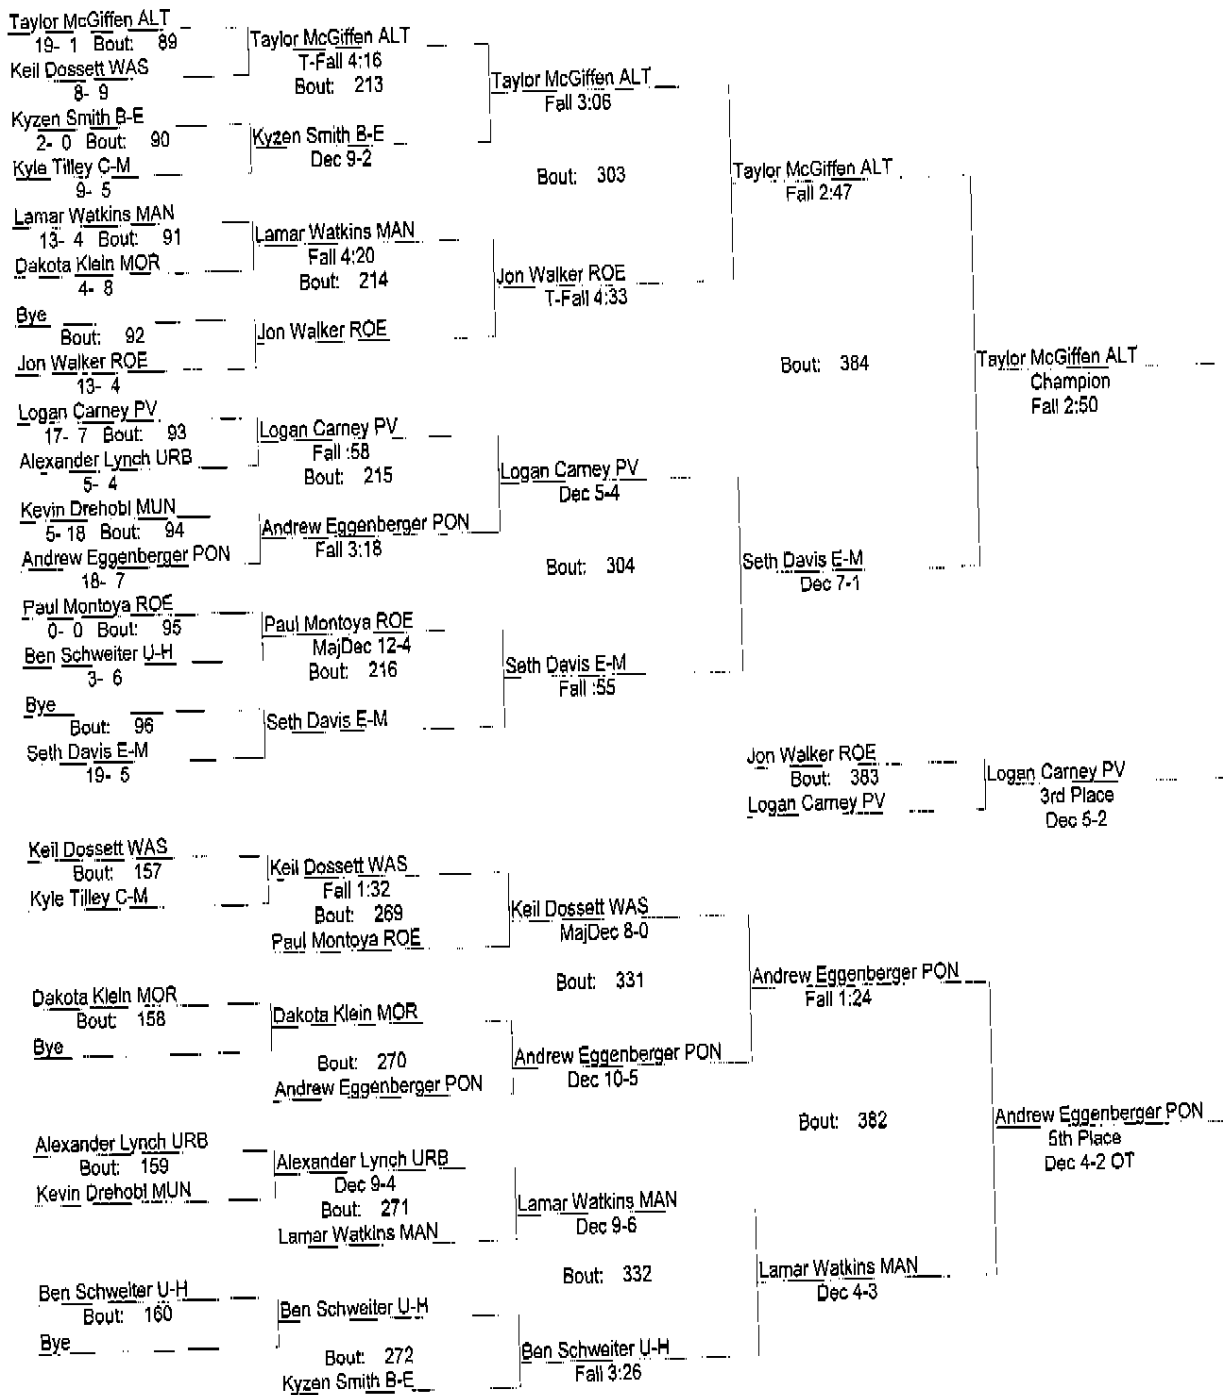 Taylor McGiffen ALT
19- 1 Bout: 89
Keil Dossett WAS
8- 9
Kyzen Smith B-E
2- 0 Bout: 90
Kyle Tilley C-M
9- 5
Lamar Watkins MAN
13- 4 Bout: 91
Dakota Klein MOR
4- 8
Bye
Bout: 92
Jon Walker ROE
13- 4
Logan Carney PV
17- 7 Bout: 93
Alexander Lynch URB
5- 4
Kevin Drehobl MUN
5- 18 Bout: 94
Andrew Eggenberger PON
18- 7
Paul Montoya ROE
0- 0 Bout: 95
Ben Schweiter U-H
3- 6
Bye
Bout: 96
Seth Davis E-M
19- 5
Taylor McGiffen ALT
T-Fall 4:16
Bout: 213
Kyzen Smith B-E
Dec 9-2
Lamar Watkins MAN
Fall 4:20
Bout: 214
Jon Walker ROE
Logan Carney PV
Fall :58
Bout: 215
Andrew Eggenberger PON
Fall 3:18
Paul Montoya ROE
MajDec 12-4
Bout: 216
Seth Davis E-M
Taylor McGiffen ALT
Fall 3:06
Bout: 303
Jon Walker ROE
T-Fall 4:33
Logan Carney PV
Dec 5-4
Bout: 304
Seth Davis E-M
Fall :55
Taylor McGiffen ALT
Fall 2:47
Bout: 384
Seth Davis E-M
Dec 7-1
Taylor McGiffen ALT
Champion
Fall 2:50
Jon Walker ROE
Bout: 383
Logan Carney PV
Logan Carney PV
3rd Place
Dec 5-2
Keil Dossett WAS
Bout: 157
Kyle Tilley C-M
Dakota Klein MOR
Bout: 158
Bye
Alexander Lynch URB
Bout: 159
Kevin Drehobl MUN
Ben Schweiter U-H
Bout: 160
Bye
Keil Dossett WAS
Fall 1:32
Bout: 269
Paul Montoya ROE
Dakota Klein MOR
Bout: 270
Andrew Eggenberger PON
Alexander Lynch URB
Dec 9-4
Bout: 271
Lamar Watkins MAN
Ben Schweiter U-H
Bout: 272
Kyzen Smith B-E
Keil Dossett WAS
MajDec 8-0
Bout: 331
Andrew Eggenberger PON
Dec 10-5
Lamar Watkins MAN
Dec 9-6
Bout: 332
Ben Schweiter U-H
Fall 3:26
Andrew Eggenberger PON
Fall 1:24
Bout: 382
Lamar Watkins MAN
Dec 4-3
Andrew Eggenberger PON
5th Place
Dec 4-2 OT